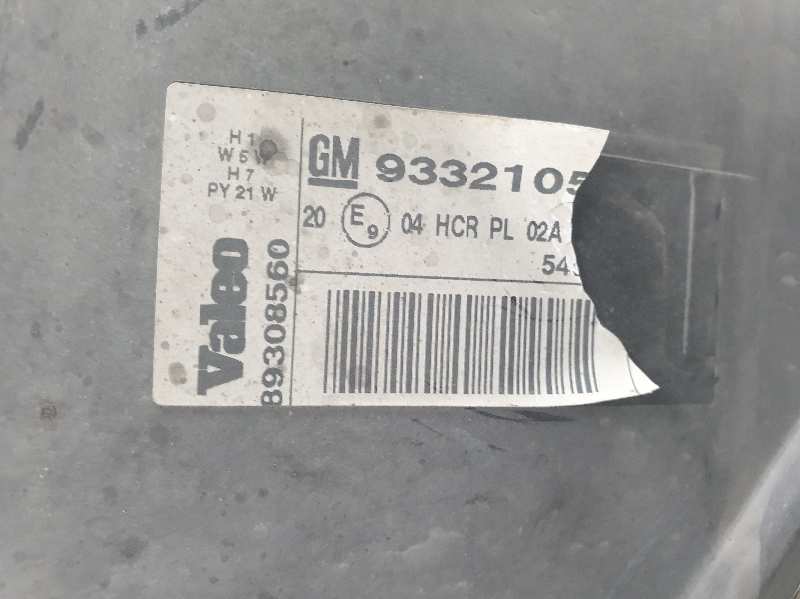 H 1
W 5 W
H 7
PY 21 W
GM 9332105
20 E9 04 HCR PL 02A
54
Valeo
89308560